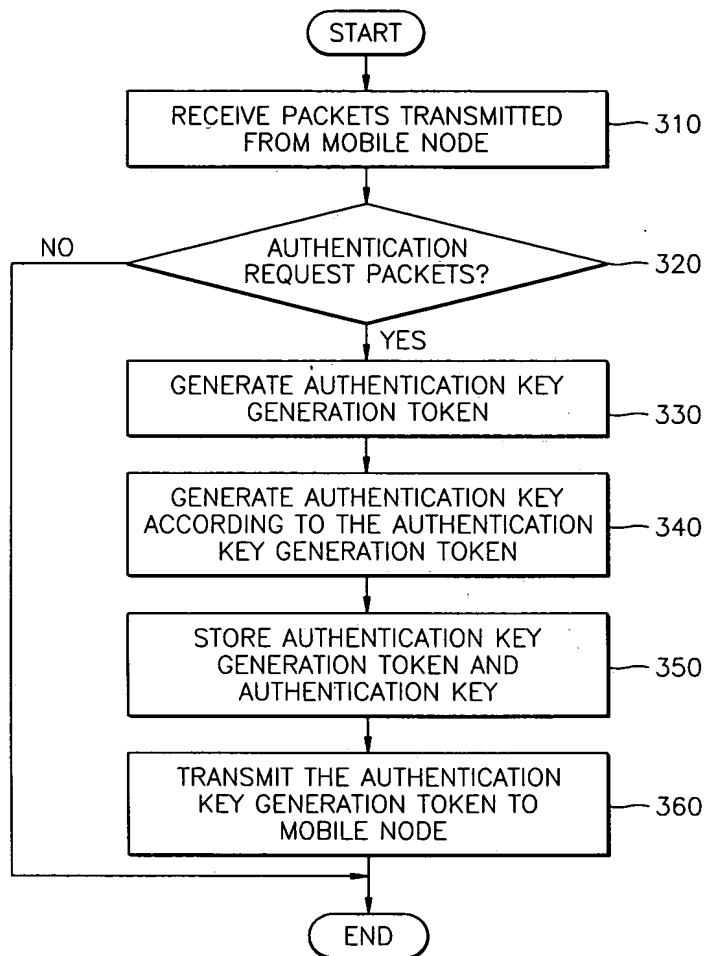 START
RECEIVE PACKETS TRANSMITTED
FROM MOBILE NODE
310
NO
AUTHENTICATION
REQUEST PACKETS?
320
YES
GENERATE AUTHENTICATION KEY
GENERATION TOKEN
330
GENERATE AUTHENTICATION KEY
ACCORDING TO THE AUTHENTICATION
KEY GENERATION TOKEN
340
STORE AUTHENTICATION KEY
GENERATION TOKEN AND
AUTHENTICATION KEY
350
TRANSMIT THE AUTHENTICATION
KEY GENERATION TOKEN TO
MOBILE NODE
360
END